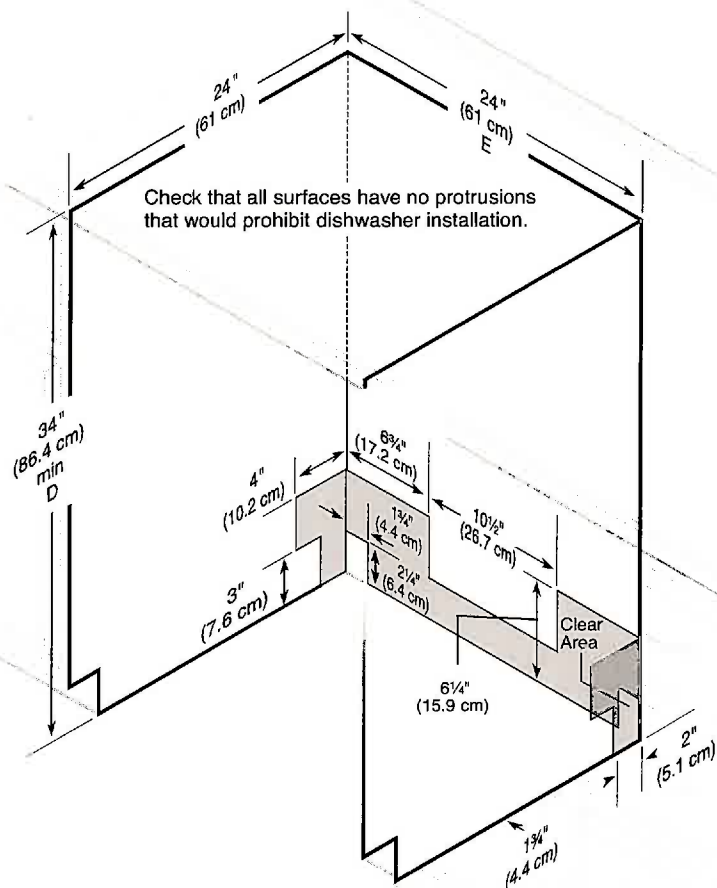 24"
(61 cm)
24"
(61 cm)
E
Check that all surfaces have no protrusions
that would prohibit dishwasher installation.
34"
(86.4 cm)
min
D
6¾"
(17.2 cm)
4"
(10.2 cm)
1¾"
(4.4 cm)
10½"
(26.7 cm)
2¼"
(6.4 cm)
3"
(7.6 cm)
Clear
Area
6¼"
(15.9 cm)
2"
(5.1 cm)
1¾"
(4.4 cm)